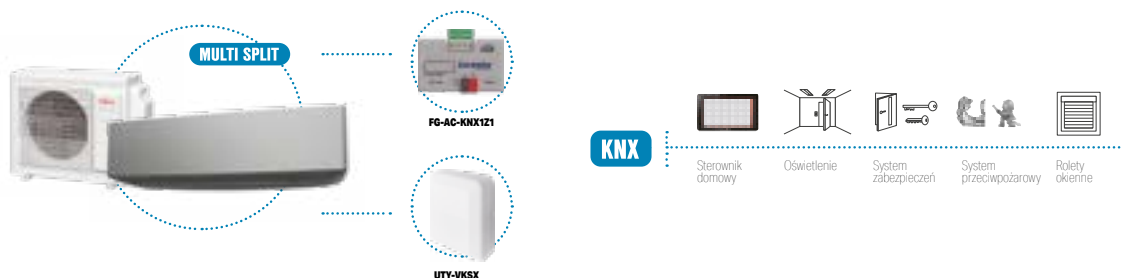 MULTI SPLIT
FG-AC-KNX1Z1
UTY-VKSX
KNX
Sterownik
domowy
Oświetlenie
System
zabezpieczeń
System
przeciwpożarowy
Rolety
okienne